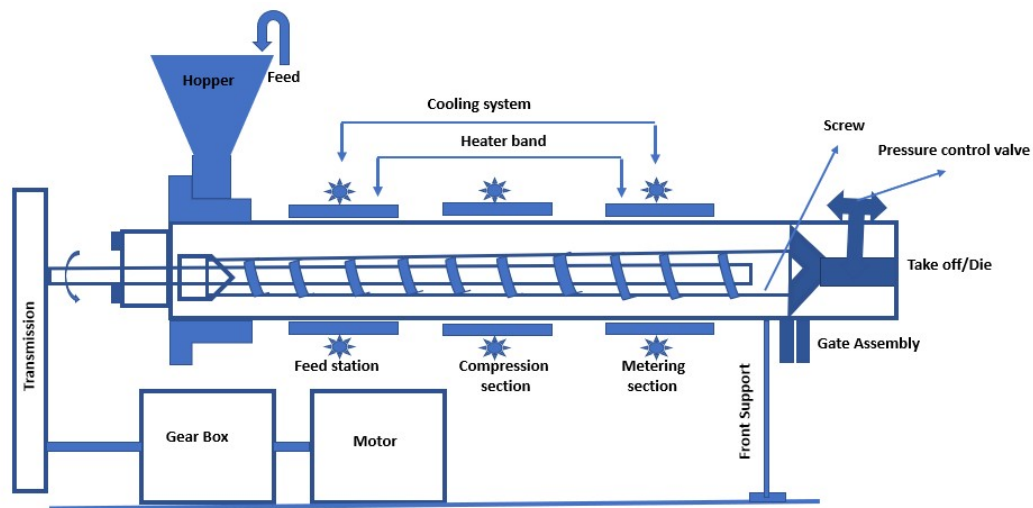 Hopper
Feed
Cooling system
Heater band
Screw
Pressure control valve
Take off/Die
Transmission
Feed station
Compression
section
Metering
section
Gate Assembly
Front Support
Gear Box
Motor